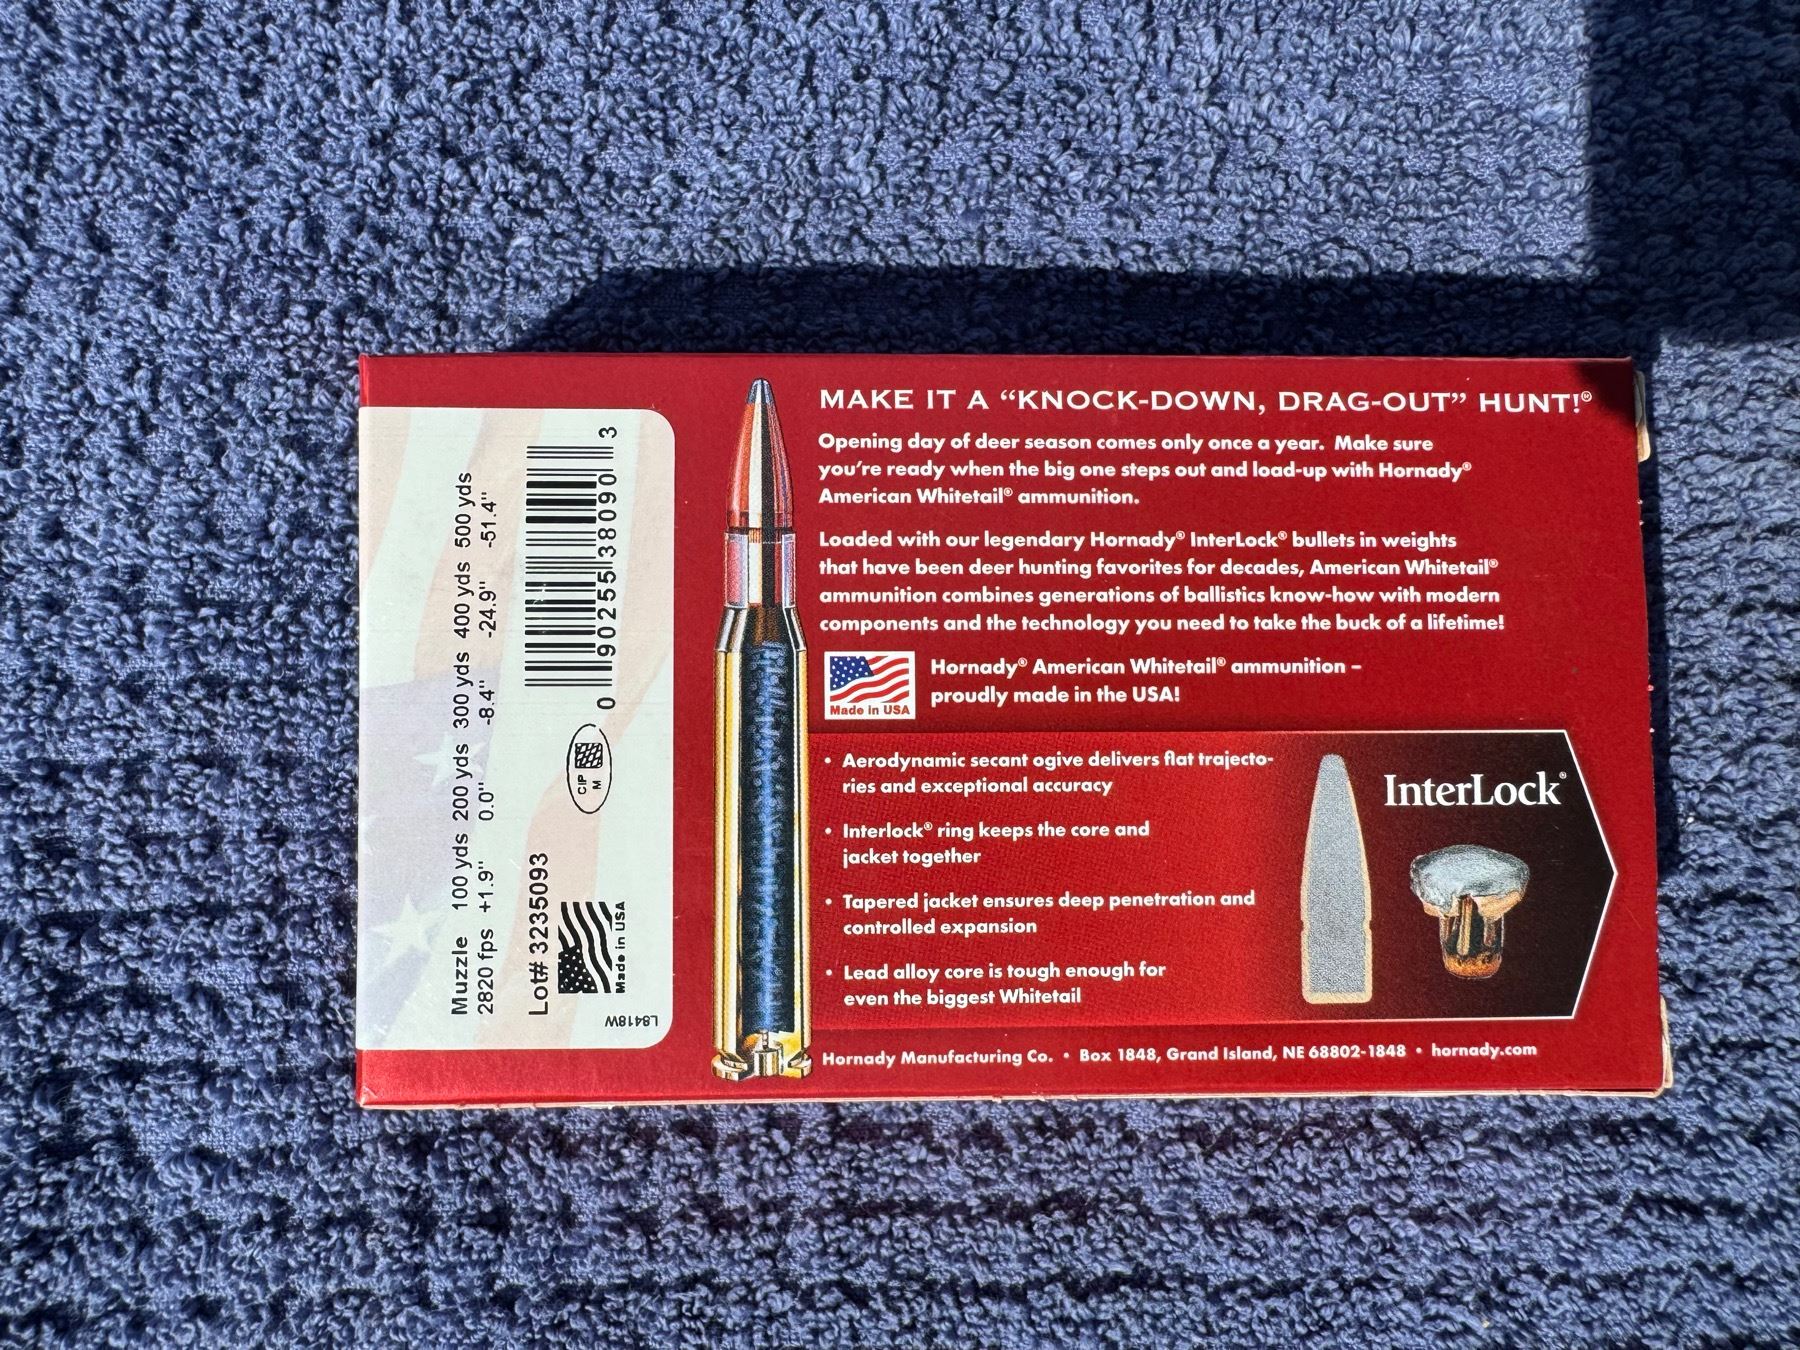 Muzzle 100 yds 200 yds 300 yds 400 yds 500 yds
2820 fps +1.9" 0.0" -8.4" -24.9" -51.4"
Lot# 3235093
Made in USA
CIP
M
0 90255 38090 3
L8418W
MAKE IT A “KNOCK-DOWN, DRAG-OUT” HUNT!®
Opening day of deer season comes only once a year. Make sure
you’re ready when the big one steps out and load-up with Hornady®
American Whitetail® ammunition.
Loaded with our legendary Hornady® InterLock® bullets in weights
that have been deer hunting favorites for decades, American Whitetail®
ammunition combines generations of ballistics know-how with modern
components and the technology you need to take the buck of a lifetime!
Made in USA
Hornady® American Whitetail® ammunition –
proudly made in the USA!
• Aerodynamic secant ogive delivers flat trajecto-
ries and exceptional accuracy
• Interlock® ring keeps the core and
jacket together
• Tapered jacket ensures deep penetration and
controlled expansion
• Lead alloy core is tough enough for
even the biggest Whitetail
InterLock®
Hornady Manufacturing Co. • Box 1848, Grand Island, NE 68802-1848 • hornady.com